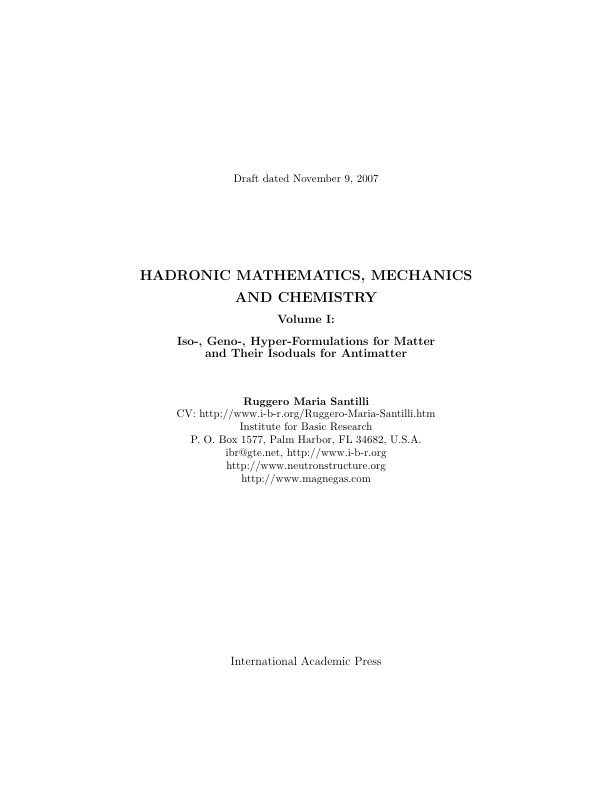 Draft dated November 9, 2007
HADRONIC MATHEMATICS, MECHANICS
AND CHEMISTRY
Volume I:
Iso-, Geno-, Hyper-Formulations for Matter
and Their Isoduals for Antimatter
Ruggero Maria Santilli
CV: http://www.i-b-r.org/Ruggero-Maria-Santilli.htm
Institute for Basic Research
P. O. Box 1577, Palm Harbor, FL 34682, U.S.A.
ibr@gte.net, http://www.i-b-r.org
http://www.neutronstructure.org
http://www.magnegas.com
International Academic Press